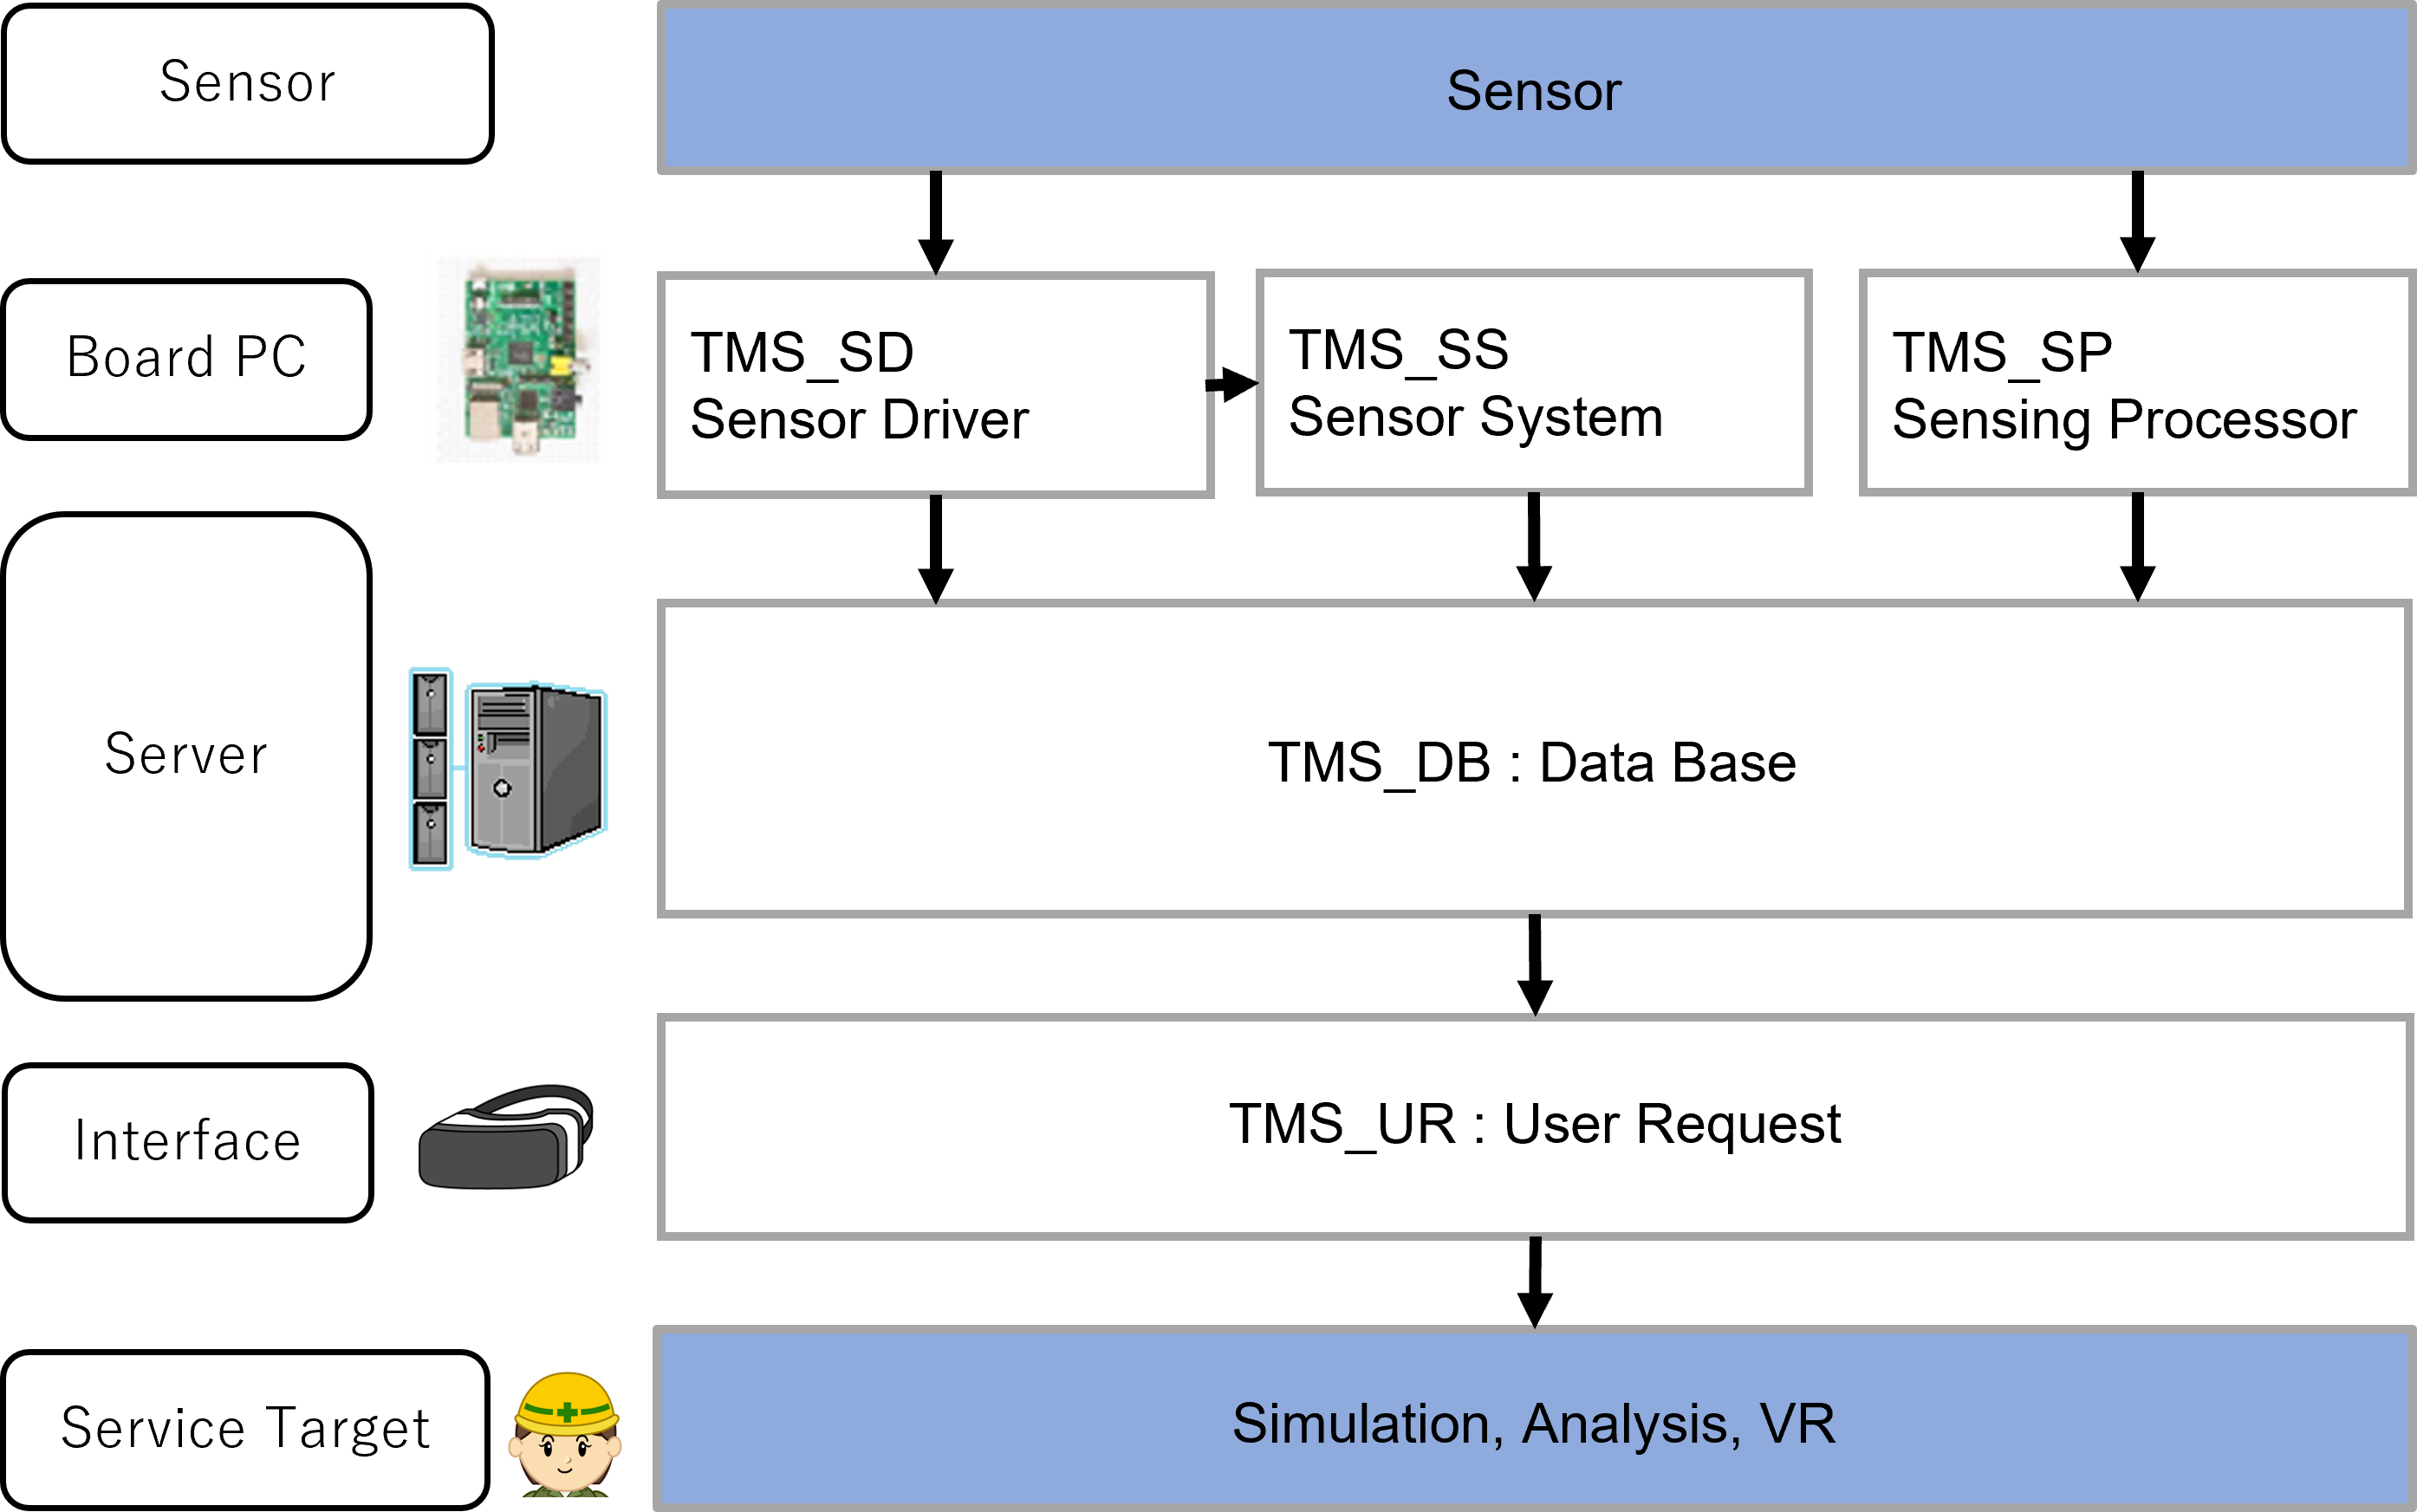 Sensor
Sensor
Board PC
TMS_SD
Sensor Driver
TMS_SS
Sensor System
TMS_SP
Sensing Processor
Server
TMS_DB : Data Base
Interface
TMS_UR : User Request
Service Target
Simulation, Analysis, VR